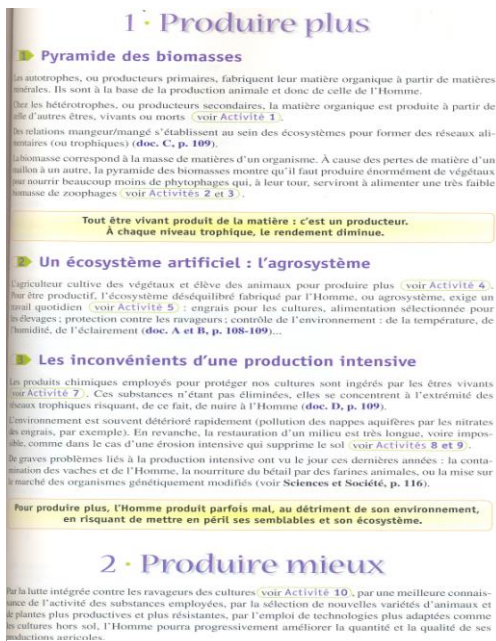 1 · Produire plus
1 Pyramide des biomasses
Les autotrophes, ou producteurs primaires, fabriquent leur matière organique à partir de matières
minérales. Ils sont à la base de la production animale et donc de celle de l'Homme.
Chez les hétérotrophes, ou producteurs secondaires, la matière organique est produite à partir de
celle d'autres êtres, vivants ou morts (voir Activité 1).
Des relations mangeur/mangé s'établissent au sein des écosystèmes pour former des réseaux ali-
mentaires (ou trophiques) (doc. C, p. 109).
La biomasse correspond à la masse de matières d'un organisme. À cause des pertes de matière d'un
maillon à un autre, la pyramide des biomasses montre qu'il faut produire énormément de végétaux
pour nourrir beaucoup moins de phytophages qui, à leur tour, serviront à alimenter une très faible
biomasse de zoophages (voir Activités 2 et 3).
Tout être vivant produit de la matière : c'est un producteur.
À chaque niveau trophique, le rendement diminue.
2 Un écosystème artificiel : l'agrosystème
L'agriculteur cultive des végétaux et élève des animaux pour produire plus (voir Activité 4).
Pour être productif, l'écosystème déséquilibré fabriqué par l'Homme, ou agrosystème, exige un
travail quotidien (voir Activité 5) : engrais pour les cultures, alimentation sélectionnée pour
les élevages ; protection contre les ravageurs ; contrôle de l'environnement : de la température, de
l'humidité, de l'éclairement (doc. A et B, p. 108-109)...
3 Les inconvénients d'une production intensive
Les produits chimiques employés pour protéger nos cultures sont ingérés par les êtres vivants
(voir Activité 7). Ces substances n'étant pas éliminées, elles se concentrent à l'extrémité des
réseaux trophiques risquant, de ce fait, de nuire à l'Homme (doc. D, p. 109).
L'environnement est souvent détérioré rapidement (pollution des nappes aquifères par les nitrates
des engrais, par exemple). En revanche, la restauration d'un milieu est très longue, voire impos-
sible, comme dans le cas d'une érosion intensive qui supprime le sol (voir Activités 8 et 9).
De graves problèmes liés à la production intensive ont vu le jour ces dernières années : la conta-
mination des vaches et de l'Homme, la nourriture du bétail par des farines animales, ou la mise sur
le marché des organismes génétiquement modifiés (voir Sciences et Société, p. 116).
Pour produire plus, l'Homme produit parfois mal, au détriment de son environnement,
en risquant de mettre en péril ses semblables et son écosystème.
2 · Produire mieux
Par la lutte intégrée contre les ravageurs des cultures (voir Activité 10), par une meilleure connais-
sance de l'activité des substances employées, par la sélection de nouvelles variétés d'animaux et
de plantes plus productives et plus résistantes, par l'emploi de technologies plus adaptées comme
les cultures hors sol, l'Homme pourra progressivement améliorer la quantité et la qualité de ses
productions agricoles.